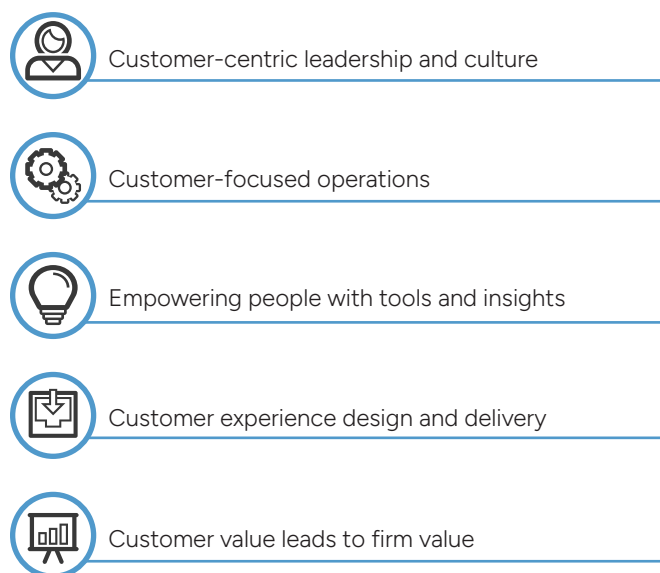 Customer-centric leadership and culture
Customer-focused operations
Empowering people with tools and insights
Customer experience design and delivery
Customer value leads to firm value